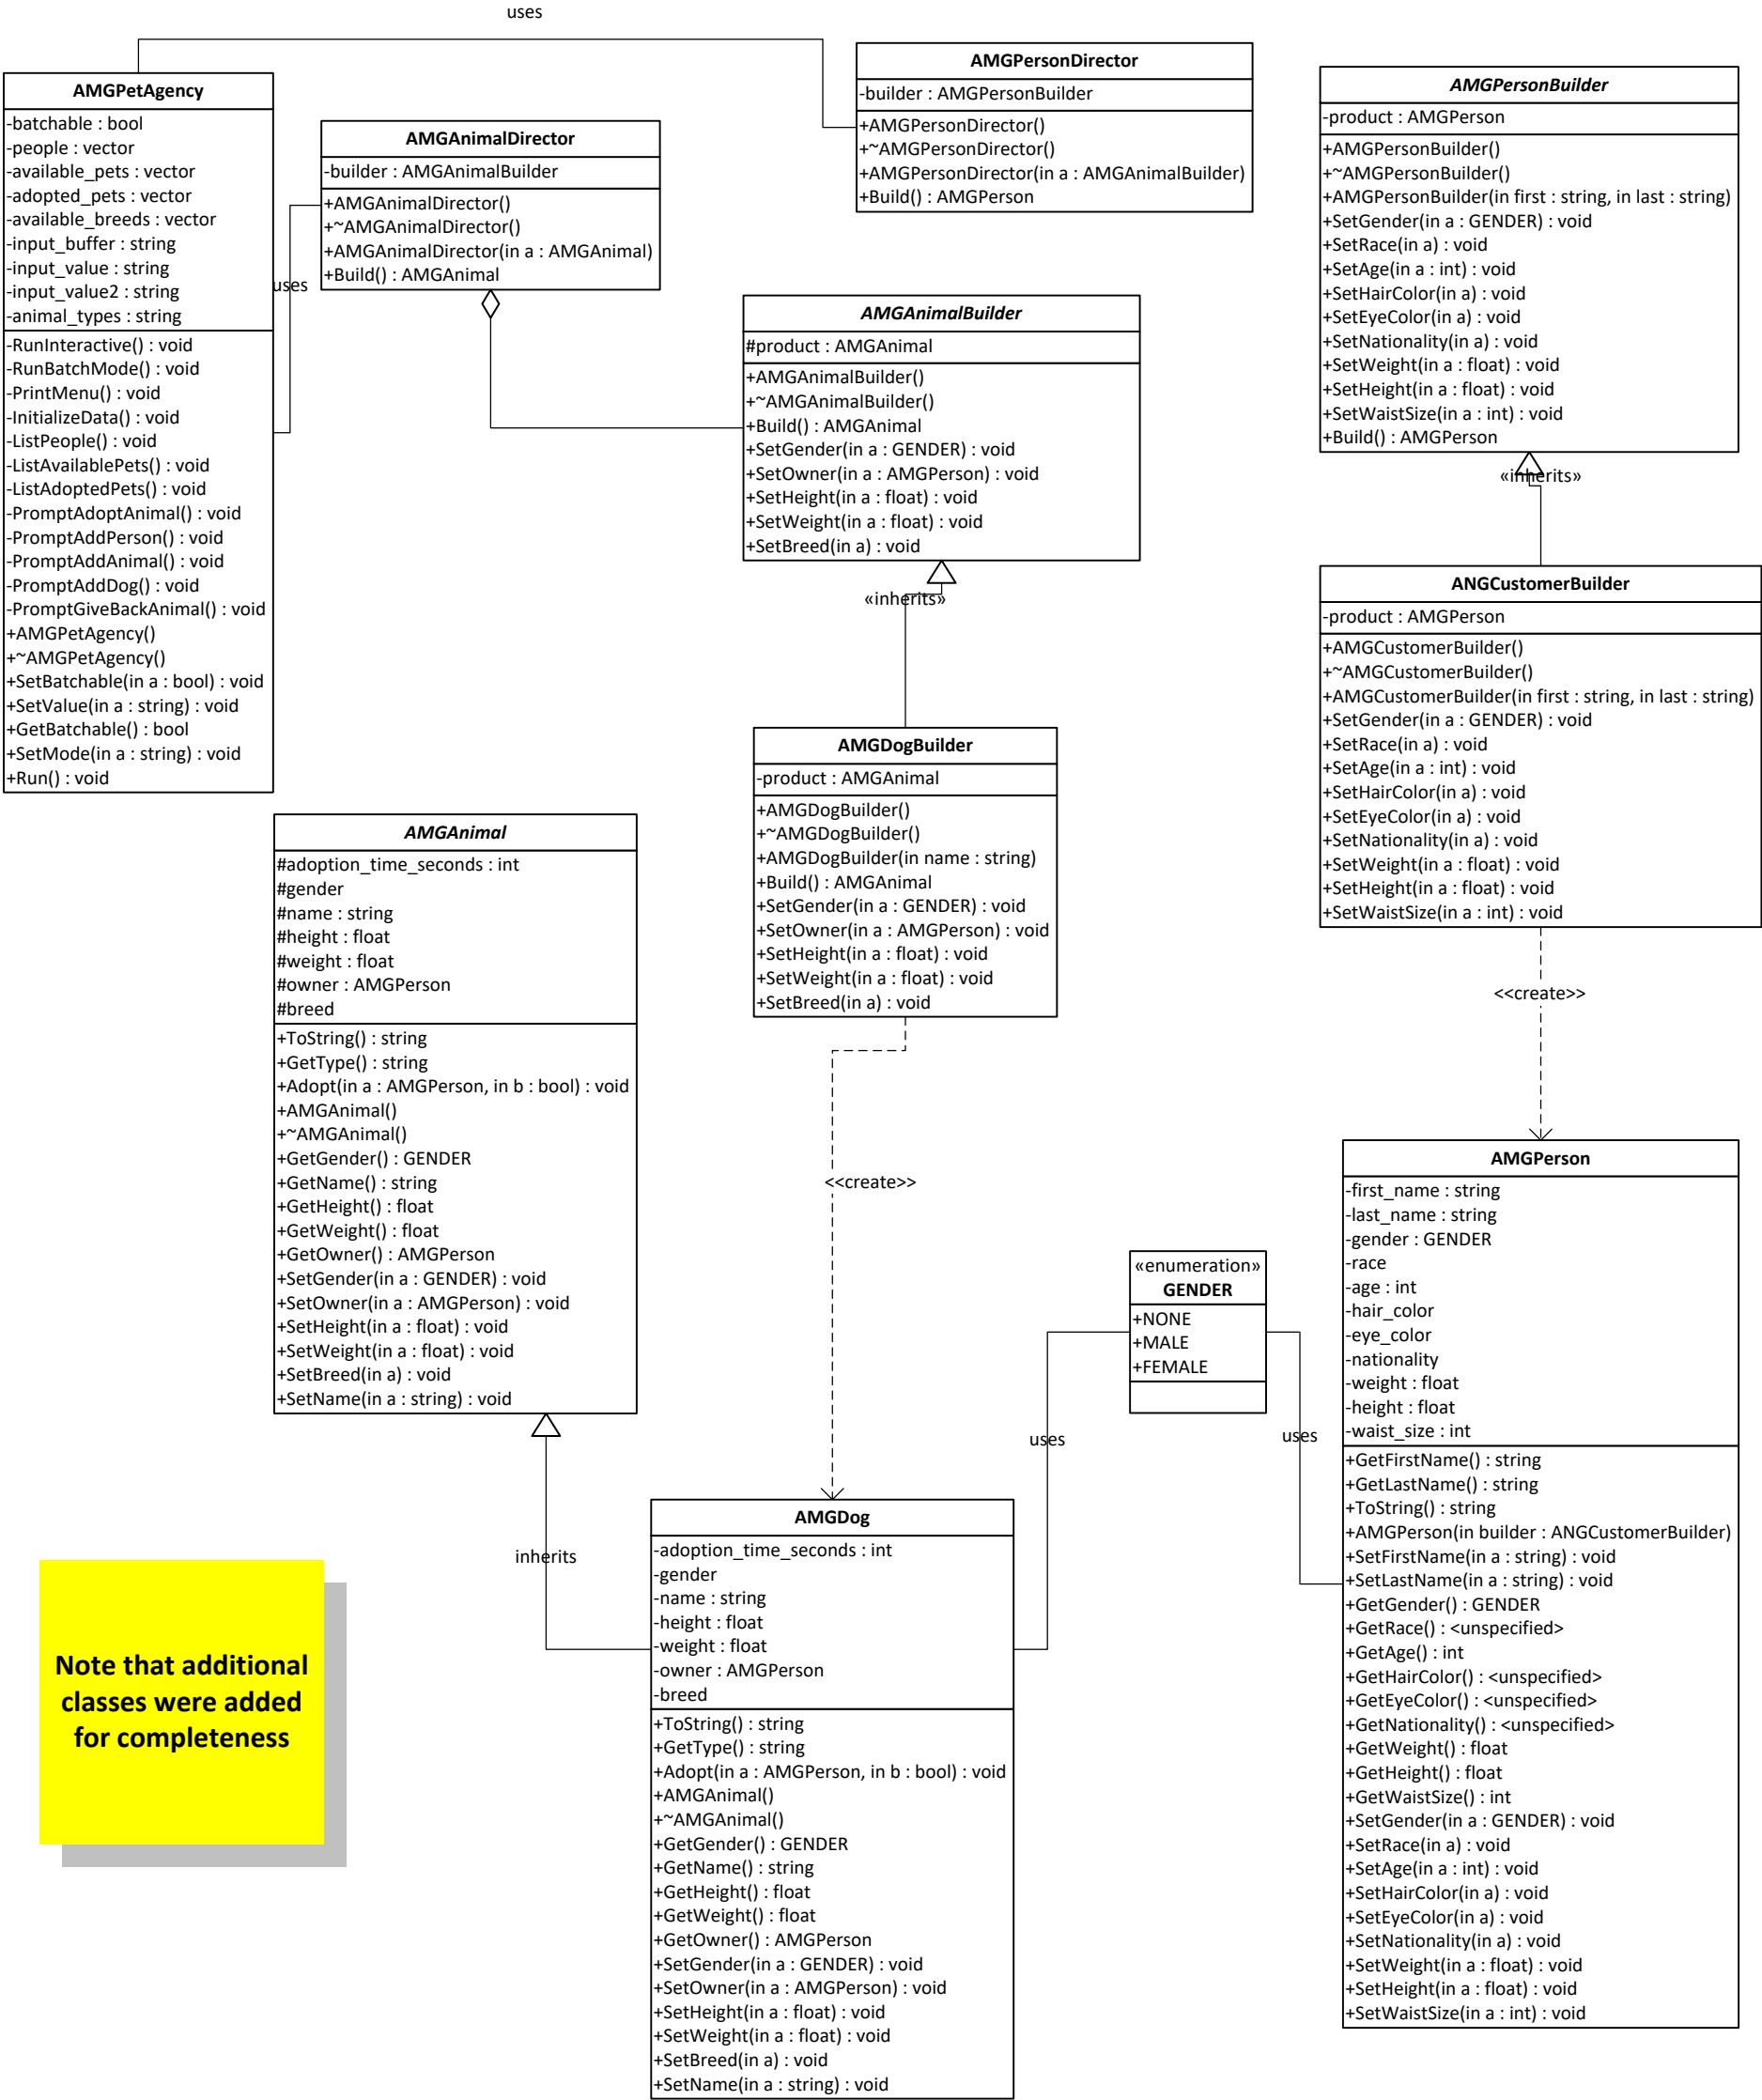 uses
AMGPetAgency
-batchable : bool
-people : vector
-available_pets : vector
-adopted_pets : vector
-available_breeds : vector
-input_buffer : string
-input_value : string
-input_value2 : string
-animal_types : string
-RunInteractive() : void
-RunBatchMode() : void
-PrintMenu() : void
-InitializeData() : void
-ListPeople() : void
-ListAvailablePets() : void
-ListAdoptedPets() : void
-PromptAdoptAnimal() : void
-PromptAddPerson() : void
-PromptAddAnimal() : void
-PromptAddDog() : void
-PromptGiveBackAnimal() : void
+AMGPetAgency()
+~AMGPetAgency()
+SetBatchable(in a : bool) : void
+SetValue(in a : string) : void
+GetBatchable() : bool
+SetMode(in a : string) : void
+Run() : void
uses
AMGAnimalDirector
-builder : AMGAnimalBuilder
+AMGAnimalDirector()
+~AMGAnimalDirector()
+AMGAnimalDirector(in a : AMGAnimal)
+Build() : AMGAnimal
AMGPersonDirector
-builder : AMGPersonBuilder
+AMGPersonDirector()
+~AMGPersonDirector()
+AMGPersonDirector(in a : AMGAnimalBuilder)
+Build() : AMGPerson
AMGPersonBuilder
-product : AMGPerson
+AMGPersonBuilder()
+~AMGPersonBuilder()
+AMGPersonBuilder(in first : string, in last : string)
+SetGender(in a : GENDER) : void
+SetRace(in a) : void
+SetAge(in a : int) : void
+SetHairColor(in a) : void
+SetEyeColor(in a) : void
+SetNationality(in a) : void
+SetWeight(in a : float) : void
+SetHeight(in a : float) : void
+SetWaistSize(in a : int) : void
+Build() : AMGPerson
«inherits»
AMGAnimalBuilder
#product : AMGAnimal
+AMGAnimalBuilder()
+~AMGAnimalBuilder()
+Build() : AMGAnimal
+SetGender(in a : GENDER) : void
+SetOwner(in a : AMGPerson) : void
+SetHeight(in a : float) : void
+SetWeight(in a : float) : void
+SetBreed(in a) : void
«inherits»
ANGCustomerBuilder
-product : AMGPerson
+AMGCustomerBuilder()
+~AMGCustomerBuilder()
+AMGCustomerBuilder(in first : string, in last : string)
+SetGender(in a : GENDER) : void
+SetRace(in a) : void
+SetAge(in a : int) : void
+SetHairColor(in a) : void
+SetEyeColor(in a) : void
+SetNationality(in a) : void
+SetWeight(in a : float) : void
+SetHeight(in a : float) : void
+SetWaistSize(in a : int) : void
<<create>>
AMGDogBuilder
-product : AMGAnimal
+AMGDogBuilder()
+~AMGDogBuilder()
+AMGDogBuilder(in name : string)
+Build() : AMGAnimal
+SetGender(in a : GENDER) : void
+SetOwner(in a : AMGPerson) : void
+SetHeight(in a : float) : void
+SetWeight(in a : float) : void
+SetBreed(in a) : void
<<create>>
AMGAnimal
#adoption_time_seconds : int
#gender
#name : string
#height : float
#weight : float
#owner : AMGPerson
#breed
+ToString() : string
+GetType() : string
+Adopt(in a : AMGPerson, in b : bool) : void
+AMGAnimal()
+~AMGAnimal()
+GetGender() : GENDER
+GetName() : string
+GetHeight() : float
+GetWeight() : float
+GetOwner() : AMGPerson
+SetGender(in a : GENDER) : void
+SetOwner(in a : AMGPerson) : void
+SetHeight(in a : float) : void
+SetWeight(in a : float) : void
+SetBreed(in a) : void
+SetName(in a : string) : void
inherits
«enumeration»
GENDER
+NONE
+MALE
+FEMALE
uses
uses
AMGPerson
-first_name : string
-last_name : string
-gender : GENDER
-race
-age : int
-hair_color
-eye_color
-nationality
-weight : float
-height : float
-waist_size : int
+GetFirstName() : string
+GetLastName() : string
+ToString() : string
+AMGPerson(in builder : ANGCustomerBuilder)
+SetFirstName(in a : string) : void
+SetLastName(in a : string) : void
+GetGender() : GENDER
+GetRace() : <unspecified>
+GetAge() : int
+GetHairColor() : <unspecified>
+GetEyeColor() : <unspecified>
+GetNationality() : <unspecified>
+GetWeight() : float
+GetHeight() : float
+GetWaistSize() : int
+SetGender(in a : GENDER) : void
+SetRace(in a) : void
+SetAge(in a : int) : void
+SetHairColor(in a) : void
+SetEyeColor(in a) : void
+SetNationality(in a) : void
+SetWeight(in a : float) : void
+SetHeight(in a : float) : void
+SetWaistSize(in a : int) : void
AMGDog
-adoption_time_seconds : int
-gender
-name : string
-height : float
-weight : float
-owner : AMGPerson
-breed
+ToString() : string
+GetType() : string
+Adopt(in a : AMGPerson, in b : bool) : void
+AMGAnimal()
+~AMGAnimal()
+GetGender() : GENDER
+GetName() : string
+GetHeight() : float
+GetWeight() : float
+GetOwner() : AMGPerson
+SetGender(in a : GENDER) : void
+SetOwner(in a : AMGPerson) : void
+SetHeight(in a : float) : void
+SetWeight(in a : float) : void
+SetBreed(in a) : void
+SetName(in a : string) : void
Note that additional
classes were added
for completeness